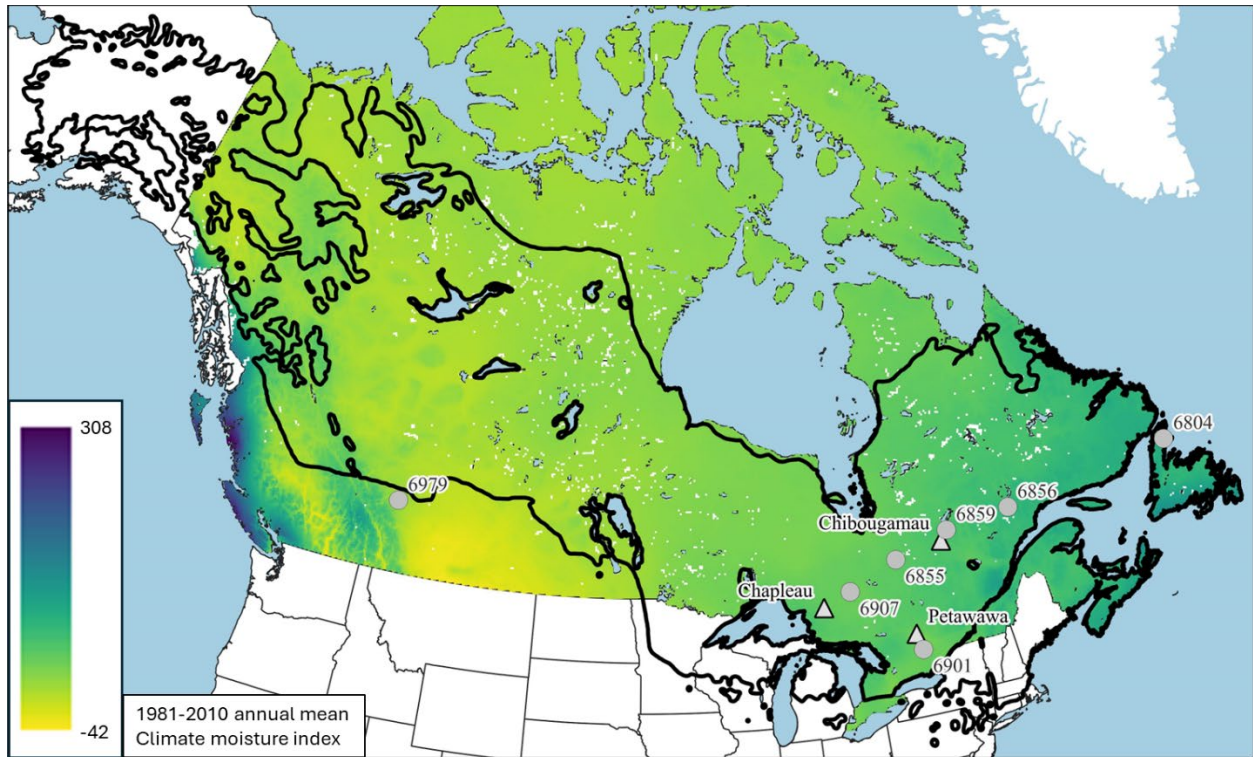 6804
6979
6856
Chibougamau
6859
6855
Chapleau
6907
Petawawa
6901
308
-42
1981-2010 annual mean
Climate moisture index